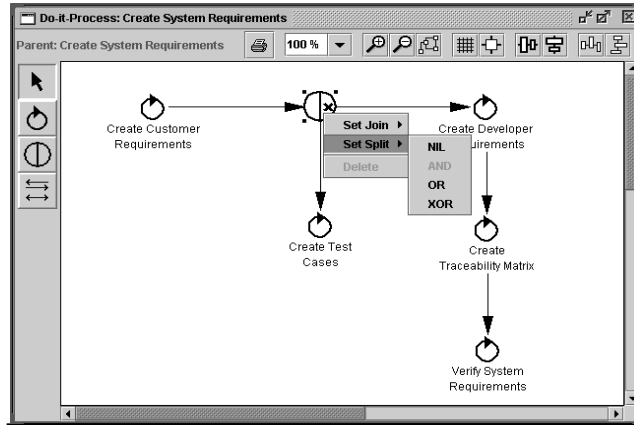 Do-it-Process: Create System Requirements
Parent: Create System Requirements
100 %
Create Customer
Requirements
Set Join
Set Split
Delete
NIL
AND
OR
XOR
Create Developer
uirements
Create Test
Cases
Create
Traceability Matrix
Verify System
Requirements